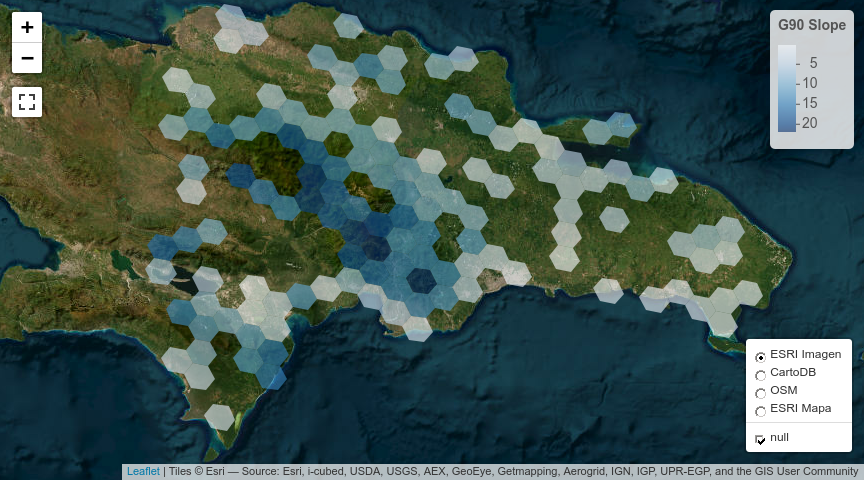 +
−
G90 Slope
5
10
15
20
ESRI Imagen
CartoDB
OSM
ESRI Mapa
null
Leaflet | Tiles © Esri — Source: Esri, i-cubed, USDA, USGS, AEX, GeoEye, Getmapping, Aerogrid, IGN, IGP, UPR-EGP, and the GIS User Community